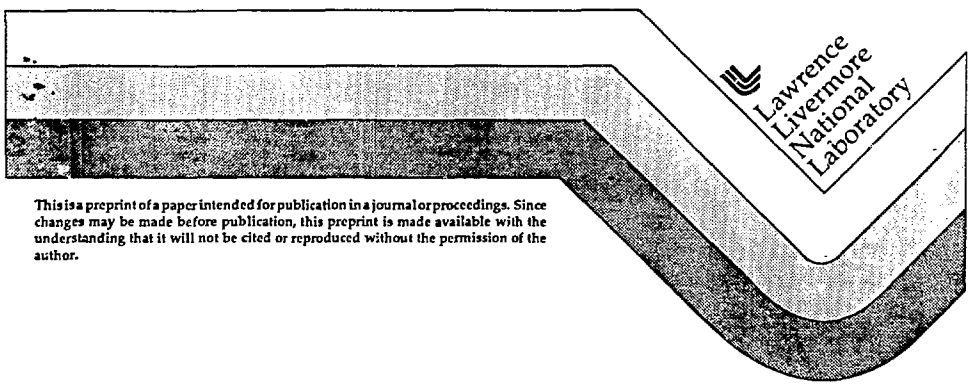 Lawrence
Livermore
National
Laboratory
This is a preprint of a paper intended for publication in a journal or proceedings. Since
changes may be made before publication, this preprint is made available with the
understanding that it will not be cited or reproduced without the permission of the
author.